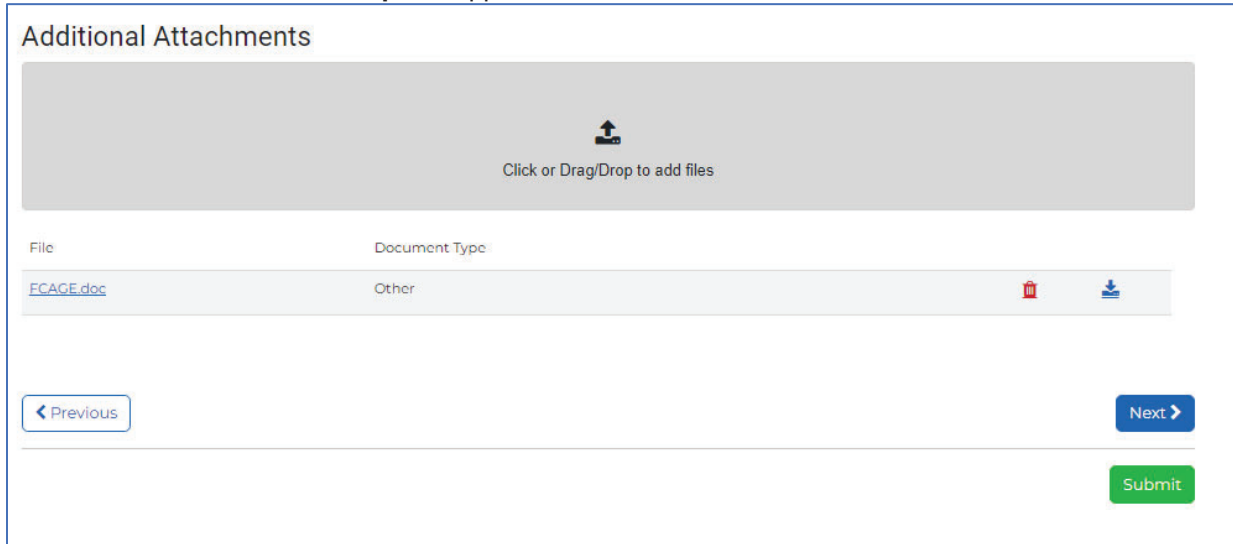 Additional Attachments
Click or Drag/Drop to add files
File Document Type
FCAGE.doc Other
Previous Next
Submit